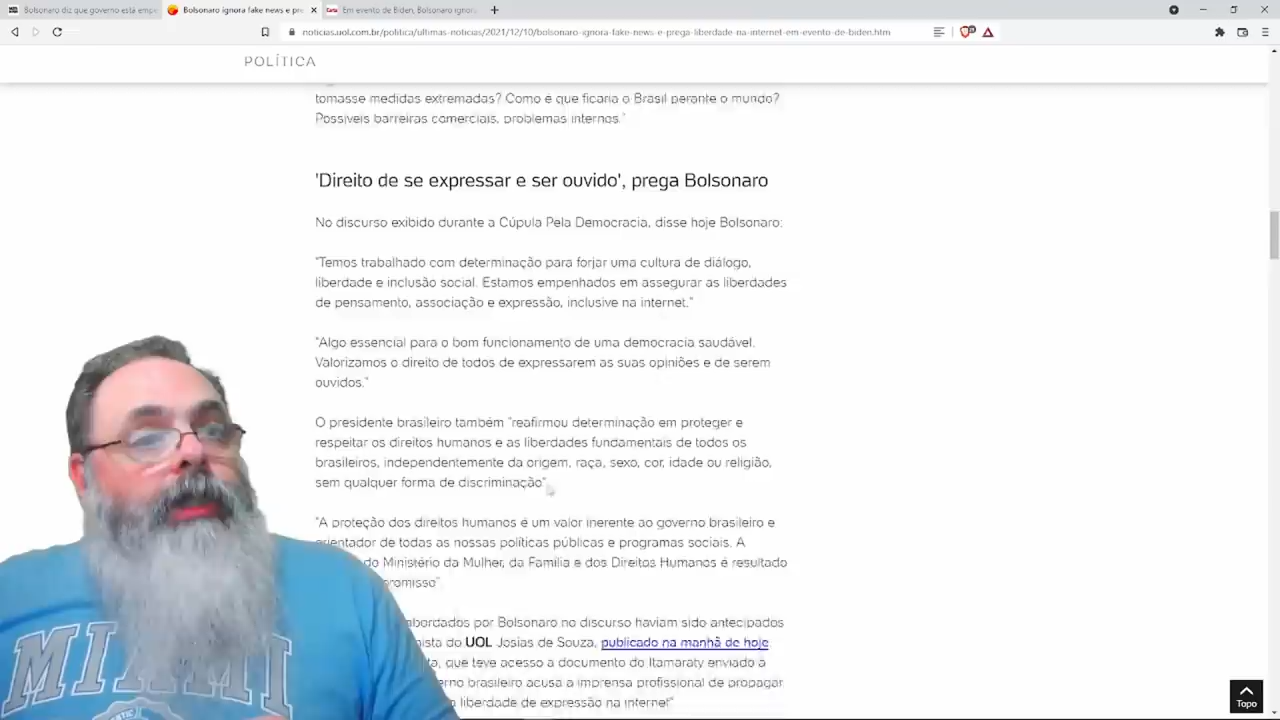 Bolsonaro diz que governo está empe
Bolsonaro ignora fake news e pre
Em evento de Biden, Bolsonaro ignora
noticias.uol.com.br/politica/ultimas-noticias/2021/12/10/bolsonaro-ignora-fake-news-e-prega-liberdade-na-internet-em-evento-de-biden.htm
POLÍTICA
tomasse medidas extremadas? Como é que ficaria o Brasil perante o mundo?
Possíveis barreiras comerciais, problemas internos."
'Direito de se expressar e ser ouvido', prega Bolsonaro
No discurso exibido durante a Cúpula Pela Democracia, disse hoje Bolsonaro:
"Temos trabalhado com determinação para forjar uma cultura de diálogo,
liberdade e inclusão social. Estamos empenhados em assegurar as liberdades
de pensamento, associação e expressão, inclusive na internet."
"Algo essencial para o bom funcionamento de uma democracia saudável.
Valorizamos o direito de todos de expressarem as suas opiniões e de serem
ouvidos."
O presidente brasileiro também "reafirmou determinação em proteger e
respeitar os direitos humanos e as liberdades fundamentais de todos os
brasileiros, independentemente da origem, raça, sexo, cor, idade ou religião,
sem qualquer forma de discriminação"
"A proteção dos direitos humanos é um valor inerente ao governo brasileiro e
orientador de todas as nossas políticas públicas e programas sociais. A
do Ministério da Mulher, da Família e dos Direitos Humanos é resultado
abordados por Bolsonaro no discurso haviam sido antecipados
do UOL Josias de Souza, publicado na manhã de hoje
que teve acesso a documento do Itamaraty enviado a
brasileiro acusa a imprensa profissional de propagar
liberdade de expressão na internet"
Topo